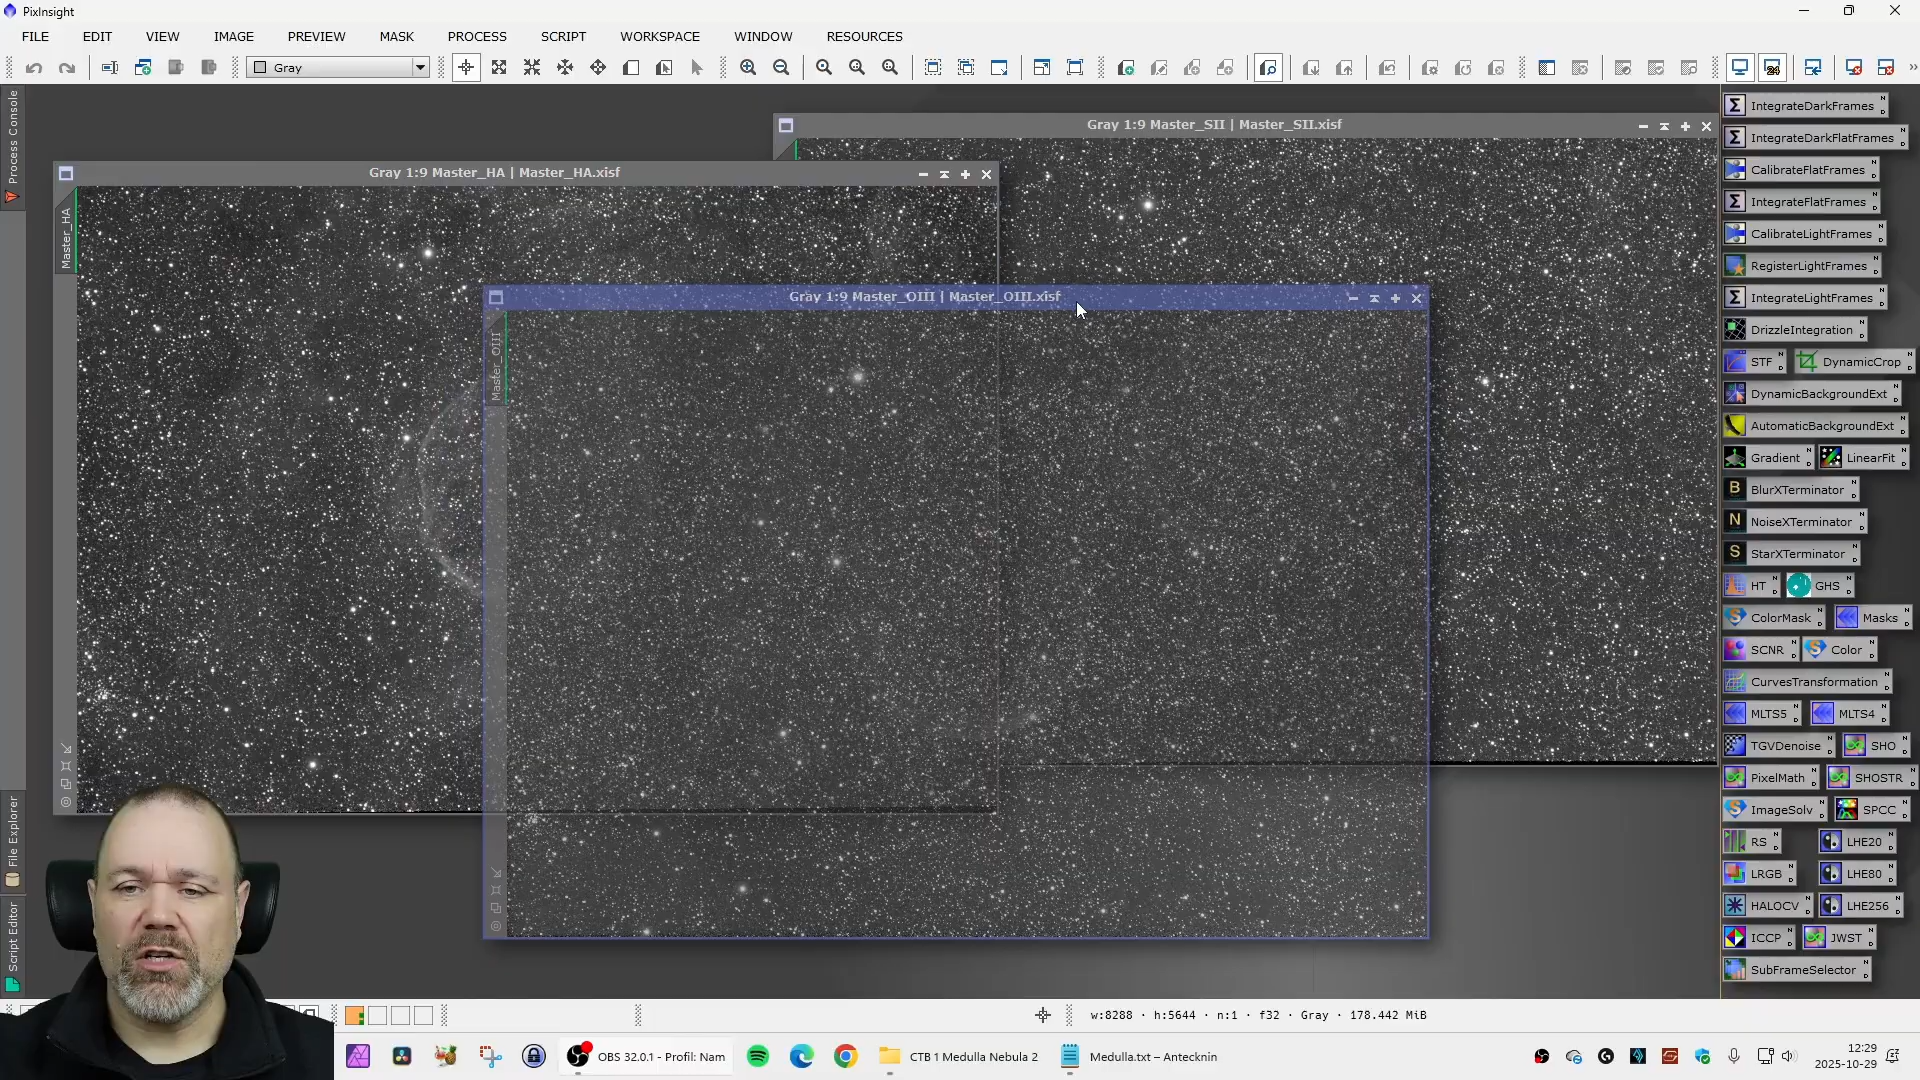 PixInsight
FILE EDIT VIEW IMAGE PREVIEW MASK PROCESS SCRIPT WORKSPACE WINDOW RESOURCES
Gray
24
Process Console
File Explorer
Script Editor
Gray 1:9 Master_SII | Master_SII.xisf
Gray 1:9 Master_HA | Master_HA.xisf
Master_HA
Gray 1:9 Master_OIII | Master_OIII.xisf
Master_OIII
IntegrateDarkFrames
IntegrateDarkFlatFrames
CalibrateFlatFrames
IntegrateFlatFrames
CalibrateLightFrames
RegisterLightFrames
IntegrateLightFrames
DrizzleIntegration
STF DynamicCrop
DynamicBackgroundExt
AutomaticBackgroundExt
Gradient LinearFit
B BlurXTerminator
N NoiseXTerminator
S StarXTerminator
HT GHS
ColorMask Masks
SCNR Color
CurvesTransformation
MLTS5 MLTS4
TGVDenoise SHO
PixelMath SHOSTR
ImageSolv SPCC
RS LHE20
LRGB LHE80
HALOCV LHE256
ICCP JWST
SubFrameSelector
w:8288 · h:5644 · n:1 · f32 · Gray · 178.442 MiB
OBS 32.0.1 - Profil: Nam
CTB 1 Medulla Nebula 2
Medulla.txt – Antecknin
12:29
2025-10-29